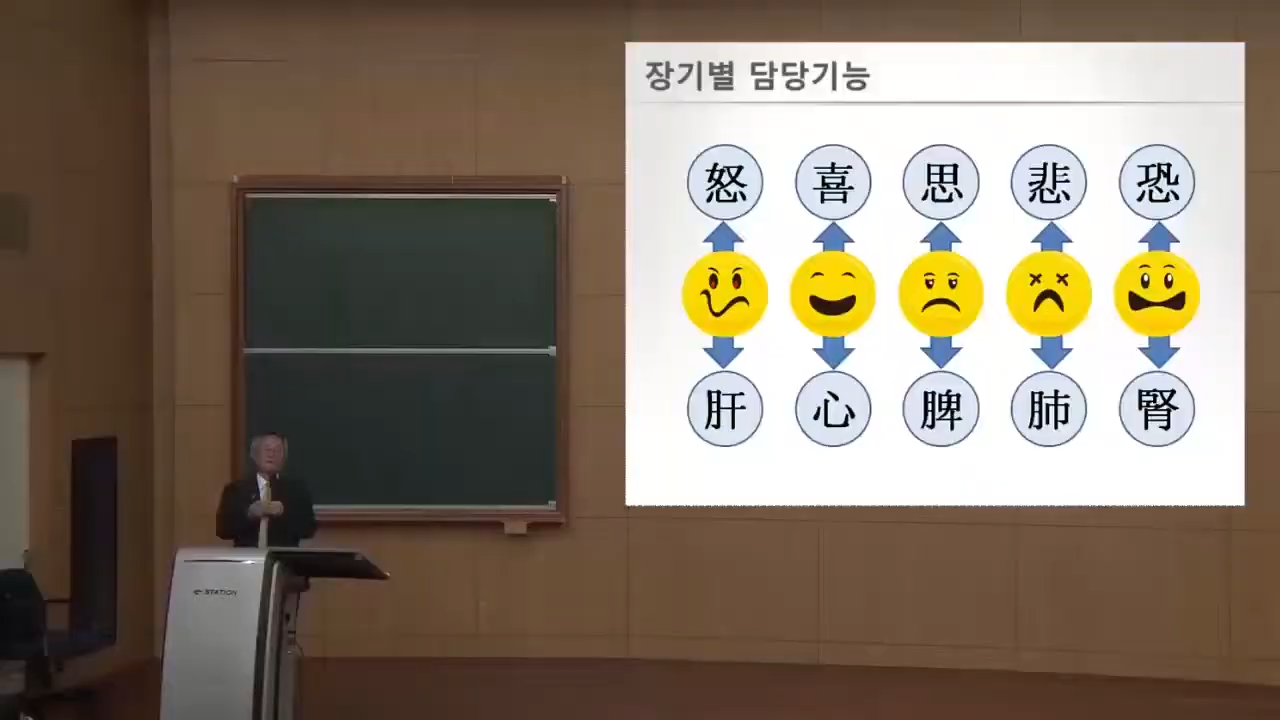 장기별 담당기능
怒 喜 思 悲 恐
肝 心 脾 肺 腎
e-STATION